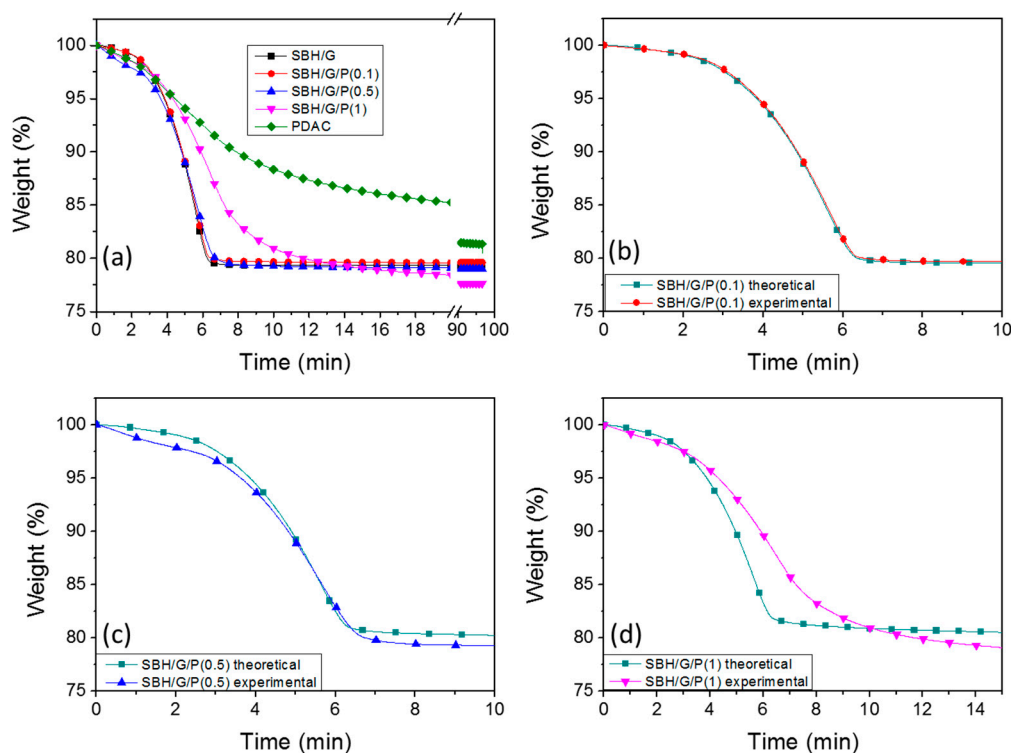 100
95
90
85
80
75
Weight (%)
0 2 4 6 8 10 12 14 16 18 90 100
Time (min)
(a)
SBH/G
SBH/G/P(0.1)
SBH/G/P(0.5)
SBH/G/P(1)
PDAC
100
95
90
85
80
75
Weight (%)
0 2 4 6 8 10
Time (min)
(b)
SBH/G/P(0.1) theoretical
SBH/G/P(0.1) experimental
100
95
90
85
80
75
Weight (%)
0 2 4 6 8 10
Time (min)
(c)
SBH/G/P(0.5) theoretical
SBH/G/P(0.5) experimental
100
95
90
85
80
75
Weight (%)
0 2 4 6 8 10 12 14
Time (min)
(d)
SBH/G/P(1) theoretical
SBH/G/P(1) experimental